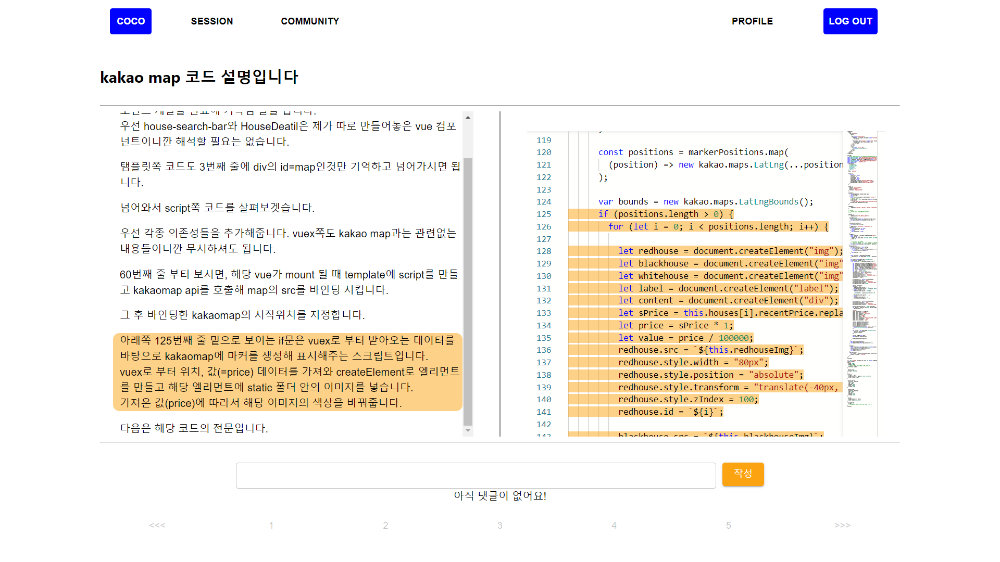 COCO
SESSION
COMMUNITY
PROFILE
LOG OUT
kakao map 코드 설명입니다
우선 house-search-bar와 HouseDeatil은 제가 따로 만들어놓은 vue 컴포
넌트이니깐 해석할 필요는 없습니다.
탬플릿쪽 코드도 3번째 줄에 div의 id=map인것만 기억하고 넘어가시면 됩
니다.
넘어와서 script쪽 코드를 살펴보겟습니다.
우선 각종 의존성들을 추가해줍니다. vuex쪽도 kakao map과는 관련없는
내용들이니깐 무시하셔도 됩니다.
60번째 줄 부터 보시면, 해당 vue가 mount 될 때 template에 script를 만들
고 kakaomap api를 호출해 map의 src를 바인딩 시킵니다.
그 후 바인딩한 kakaomap의 시작위치를 지정합니다.
아래쪽 125번째 줄 밑으로 보이는 if문은 vuex로 부터 받아오는 데이터를
바탕으로 kakaomap에 마커를 생성해 표시해주는 스크립트입니다.
vuex로 부터 위치, 값(=price) 데이터를 가져와 createElement로 엘리먼트
를 만들고 해당 엘리먼트에 static 폴더 안의 이미지를 넣습니다.
가져온 값(price)에 따라서 해당 이미지의 색상을 바꿔줍니다.
다음은 해당 코드의 전문입니다.
119
120 const positions = markerPositions.map(
121 (position) => new kakao.maps.LatLng(...position
122 );
123
124 var bounds = new kakao.maps.LatLngBounds();
125 if (positions.length > 0) {
126 for (let i = 0; i < positions.length; i++) {
127
128 let redhouse = document.createElement("img");
129 let blackhouse = document.createElement("img"
130 let whitehouse = document.createElement("img"
131 let label = document.createElement("label");
132 let content = document.createElement("div");
133 let sPrice = this.houses[i].recentPrice.repla
134 let price = sPrice * 1;
135 let value = price / 100000;
136 redhouse.src = `${this.redhouseImg}`;
137 redhouse.style.width = "80px";
138 redhouse.style.position = "absolute";
139 redhouse.style.transform = "translate(-40px,
140 redhouse.style.zIndex = 100;
141 redhouse.id = `${i}`;
142
143 blackhouse.src = `${this.blackhouseImg}`;
작성
아직 댓글이 없어요!
<<< 1 2 3 4 5 >>>